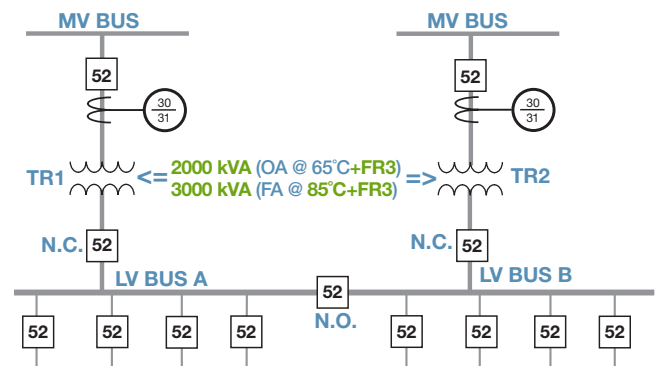 MV BUS MV BUS
52 52
30
31
30
31
TR1 <= 2000 kVA (OA @ 65°C+FR3) => TR2
3000 kVA (FA @ 85°C+FR3)
N.C. 52 N.C. 52
LV BUS A LV BUS B
52
N.O.
52 52 52 52 52 52 52 52